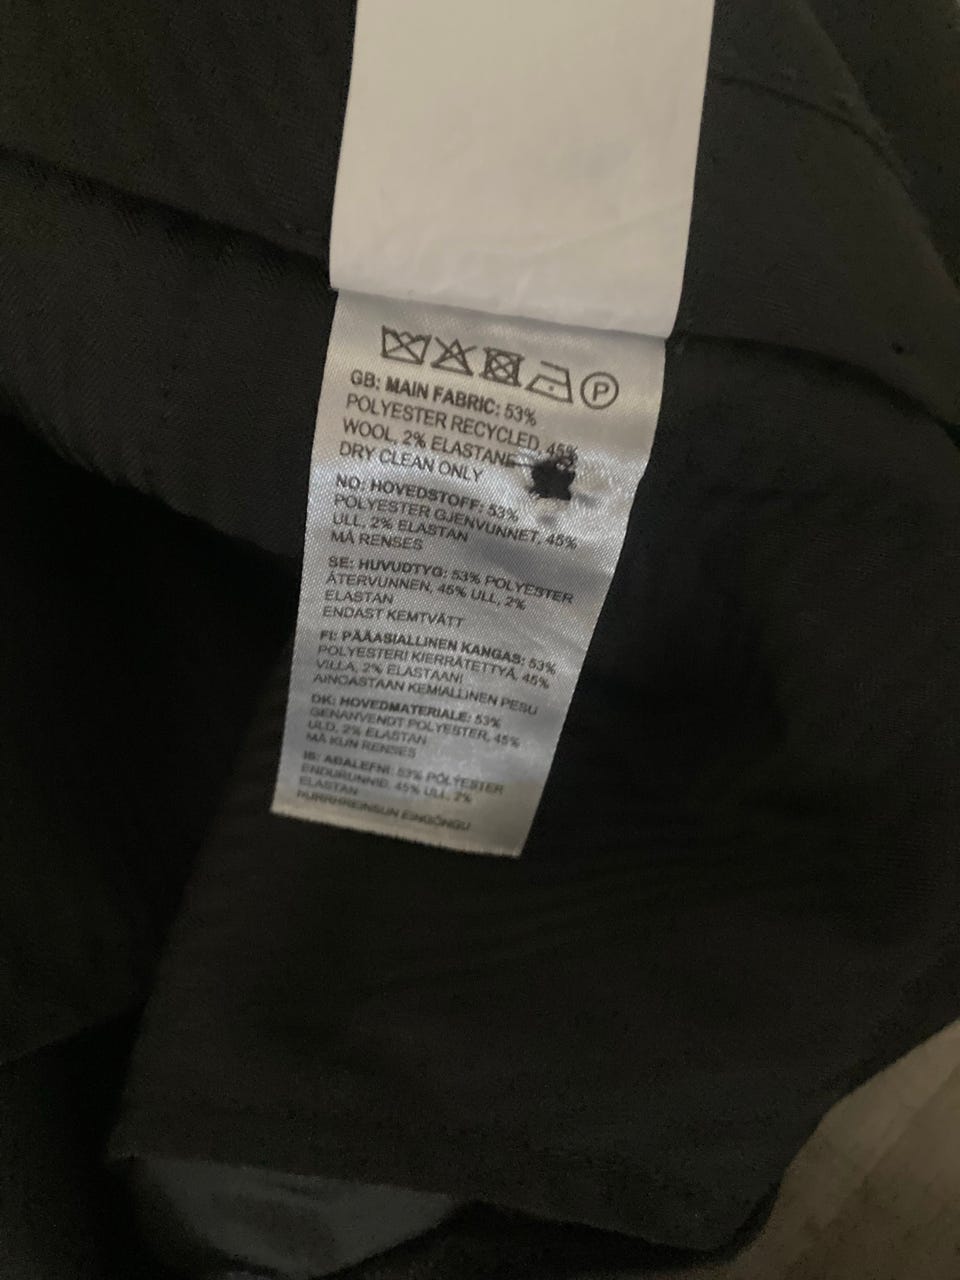 P
GB: MAIN FABRIC: 53%
POLYESTER RECYCLED, 45%
WOOL, 2% ELASTANE
DRY CLEAN ONLY
NO: HOVEDSTOFF: 53%
POLYESTER GJENVUNNET, 45%
ULL, 2% ELASTAN
MÅ RENSES
SE: HUVUDTYG: 53% POLYESTER
ÅTERVUNNEN, 45% ULL, 2%
ELASTAN
ENDAST KEMTVÄTT
FI: PÄÄASIALLINEN KANGAS: 53%
POLYESTERI KIERRÄTETTYÄ, 45%
VILLA, 2% ELASTAANI
AINOASTAAN KEMIALLINEN PESU
DK: HOVEDMATERIALE: 53%
GENANVENDT POLYESTER, 45%
ULD, 2% ELASTAN
MÅ KUN RENSES
IS: AÐALEFNI: 53% POLYESTER
ENDURUNNIÐ, 45% ULL, 2%
ELASTAN
ÞURRHREINSUN EINGÖNGU